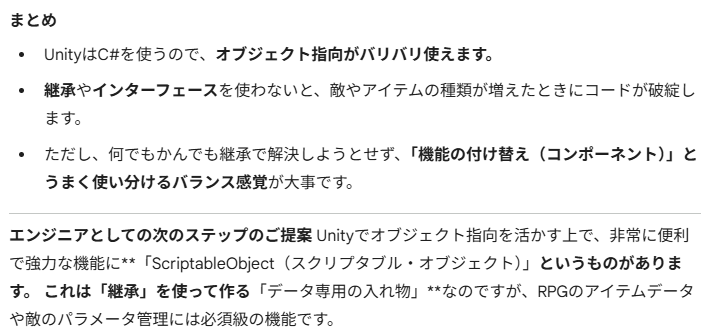 まとめ
• UnityはC#を使うので、オブジェクト指向がバリバリ使えます。
• 継承やインターフェースを使わないと、敵やアイテムの種類が増えたときにコードが破綻し
ます。
• ただし、何でもかんでも継承で解決しようとせず、「機能の付け替え（コンポーネント）」と
うまく使い分けるバランス感覚が大事です。
エンジニアとしての次のステップのご提案 Unityでオブジェクト指向を活かす上で、非常に便利
で強力な機能に**「ScriptableObject（スクリプタブル・オブジェクト）」というものがありま
す。 これは「継承」を使って作る「データ専用の入れ物」**なのですが、RPGのアイテムデータ
や敵のパラメータ管理には必須級の機能です。